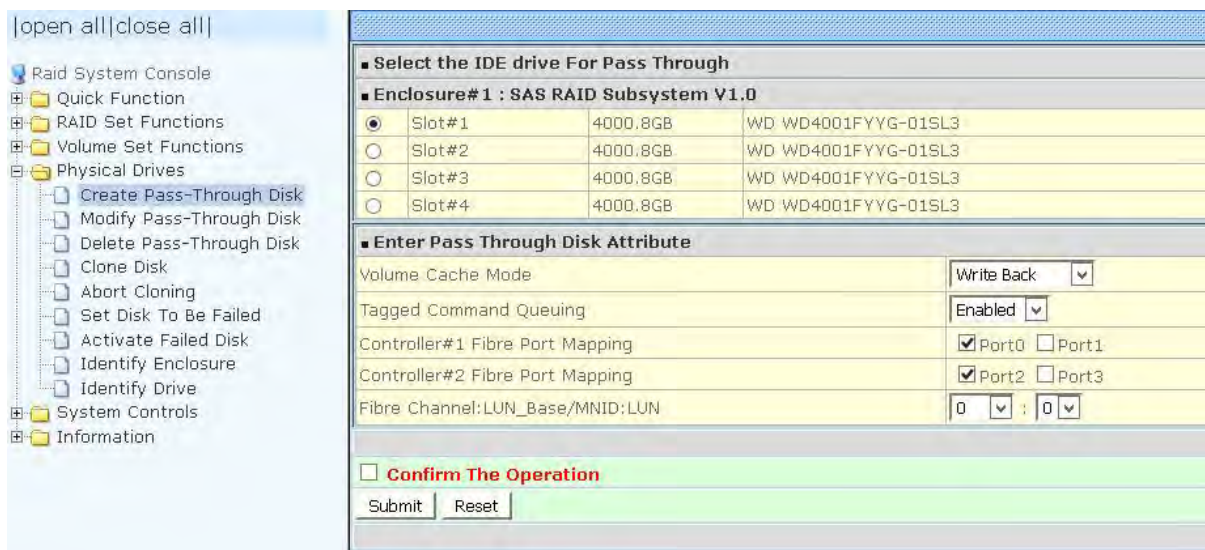 |open all|close all|
Raid System Console
Quick Function
RAID Set Functions
Volume Set Functions
Physical Drives
Create Pass-Through Disk
Modify Pass-Through Disk
Delete Pass-Through Disk
Clone Disk
Abort Cloning
Set Disk To Be Failed
Activate Failed Disk
Identify Enclosure
Identify Drive
System Controls
Information
Select the IDE drive For Pass Through
Enclosure#1 : SAS RAID Subsystem V1.0
Slot#1 4000.8GB WD WD4001FYYG-01SL3
Slot#2 4000.8GB WD WD4001FYYG-01SL3
Slot#3 4000.8GB WD WD4001FYYG-01SL3
Slot#4 4000.8GB WD WD4001FYYG-01SL3
Enter Pass Through Disk Attribute
Volume Cache Mode Write Back
Tagged Command Queuing Enabled
Controller#1 Fibre Port Mapping Port0 Port1
Controller#2 Fibre Port Mapping Port2 Port3
Fibre Channel:LUN_Base/MNID:LUN 0 : 0
Confirm The Operation
Submit Reset